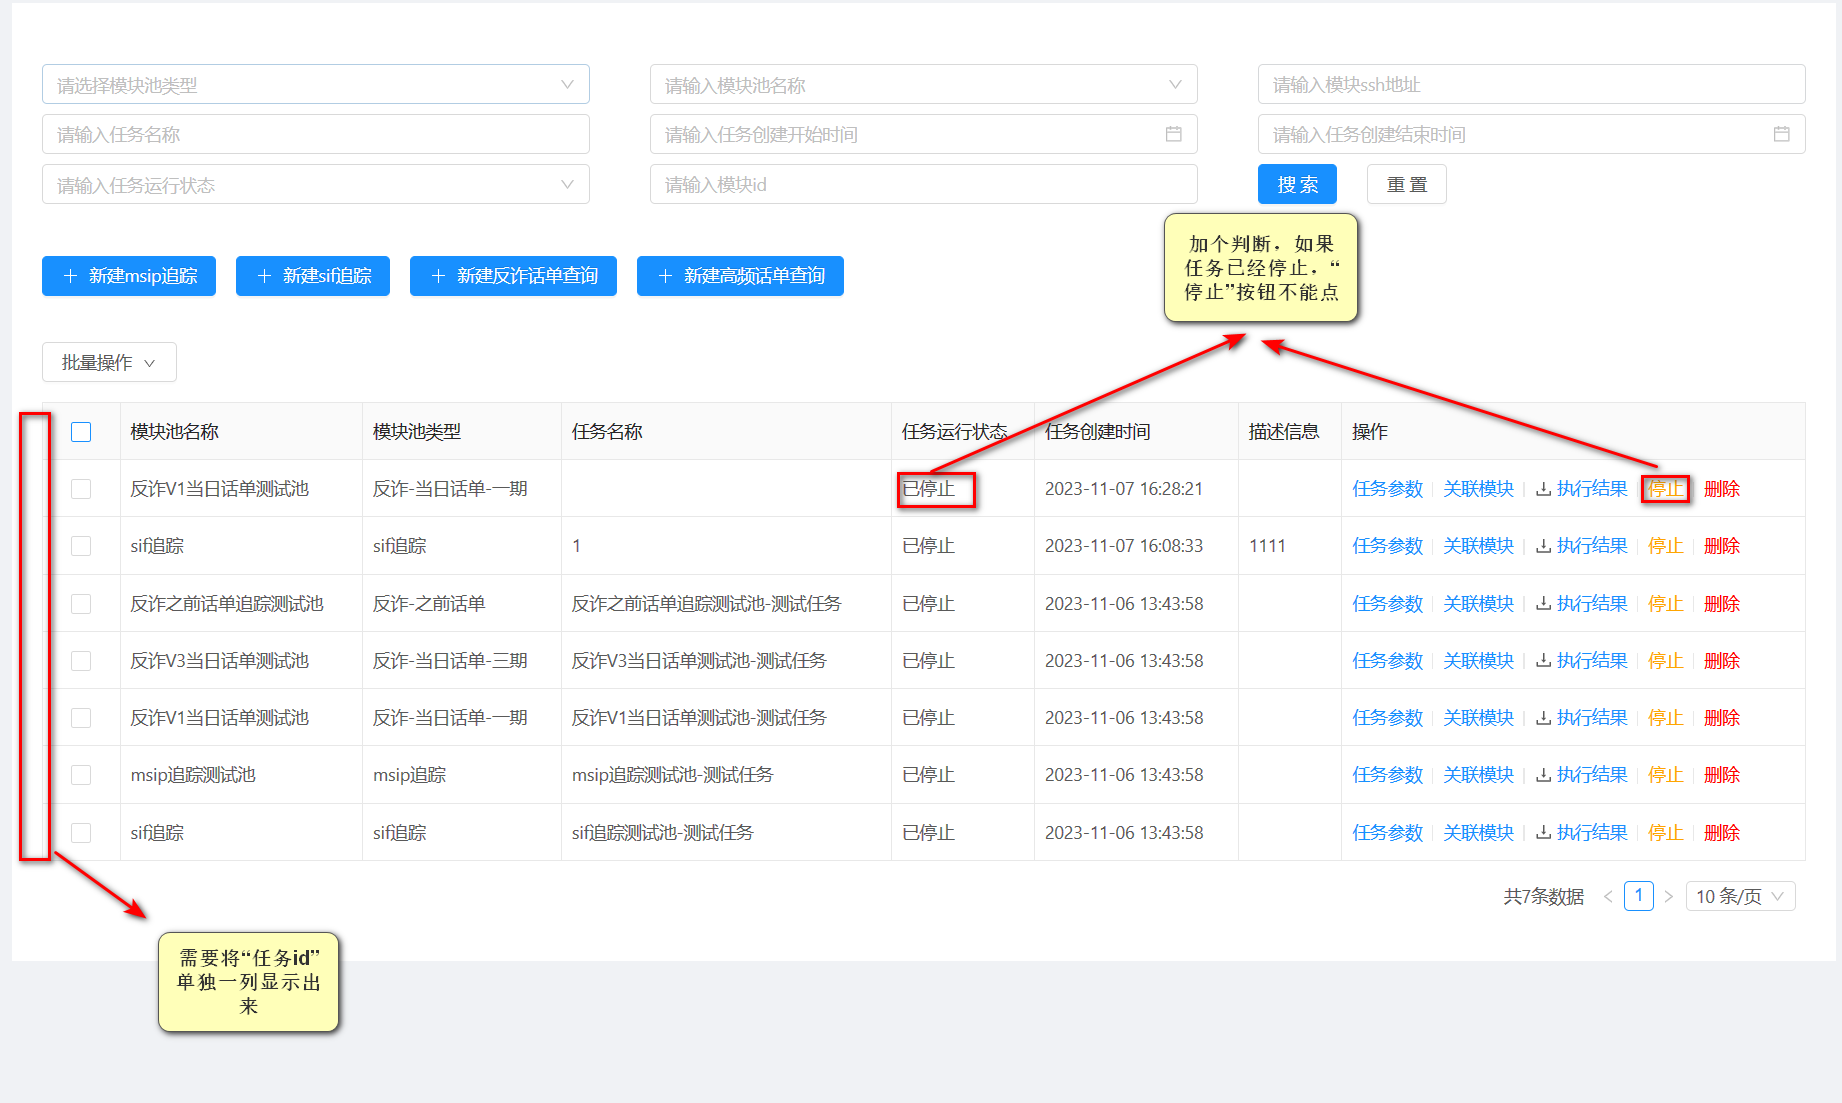 请选择模块池类型 请输入模块池名称 请输入模块ssh地址
请输入任务名称 请输入任务创建开始时间 请输入任务创建结束时间
请输入任务运行状态 请输入模块id 搜 索 重 置
加个判断，如果
任务已经停止，“
停止”按钮不能点
新建msip追踪 新建sif追踪 新建反诈话单查询 新建高频话单查询
批量操作
模块池名称 模块池类型 任务名称 任务运行状态 任务创建时间 描述信息 操作
反诈V1当日话单测试池 反诈-当日话单-一期 已停止 2023-11-07 16:28:21 任务参数 关联模块 执行结果 停止 删除
sif追踪 sif追踪 1 已停止 2023-11-07 16:08:33 1111 任务参数 关联模块 执行结果 停止 删除
反诈之前话单追踪测试池 反诈-之前话单 反诈之前话单追踪测试池-测试任务 已停止 2023-11-06 13:43:58 任务参数 关联模块 执行结果 停止 删除
反诈V3当日话单测试池 反诈-当日话单-三期 反诈V3当日话单测试池-测试任务 已停止 2023-11-06 13:43:58 任务参数 关联模块 执行结果 停止 删除
反诈V1当日话单测试池 反诈-当日话单-一期 反诈V1当日话单测试池-测试任务 已停止 2023-11-06 13:43:58 任务参数 关联模块 执行结果 停止 删除
msip追踪测试池 msip追踪 msip追踪测试池-测试任务 已停止 2023-11-06 13:43:58 任务参数 关联模块 执行结果 停止 删除
sif追踪 sif追踪 sif追踪测试池-测试任务 已停止 2023-11-06 13:43:58 任务参数 关联模块 执行结果 停止 删除
共7条数据 < 1 > 10 条/页
需要将“任务id”
单独一列显示出
来